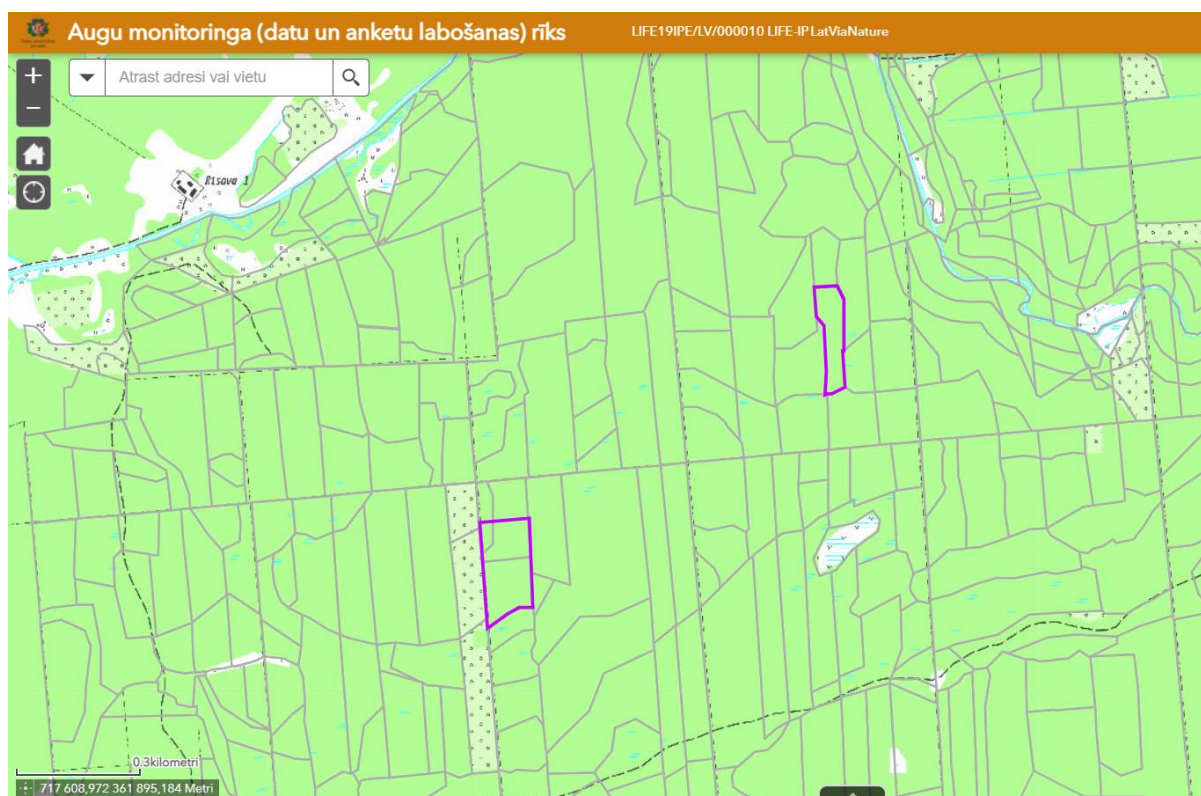 Augu monitoringa (datu un anketu labošanas) rīks
LIFE19IPE/LV/000010 LIFE-IP LatViaNature
Atrast adresi vai vietu
Risova 1
0.3kilometri
717 608,972 361 895,184 Metri